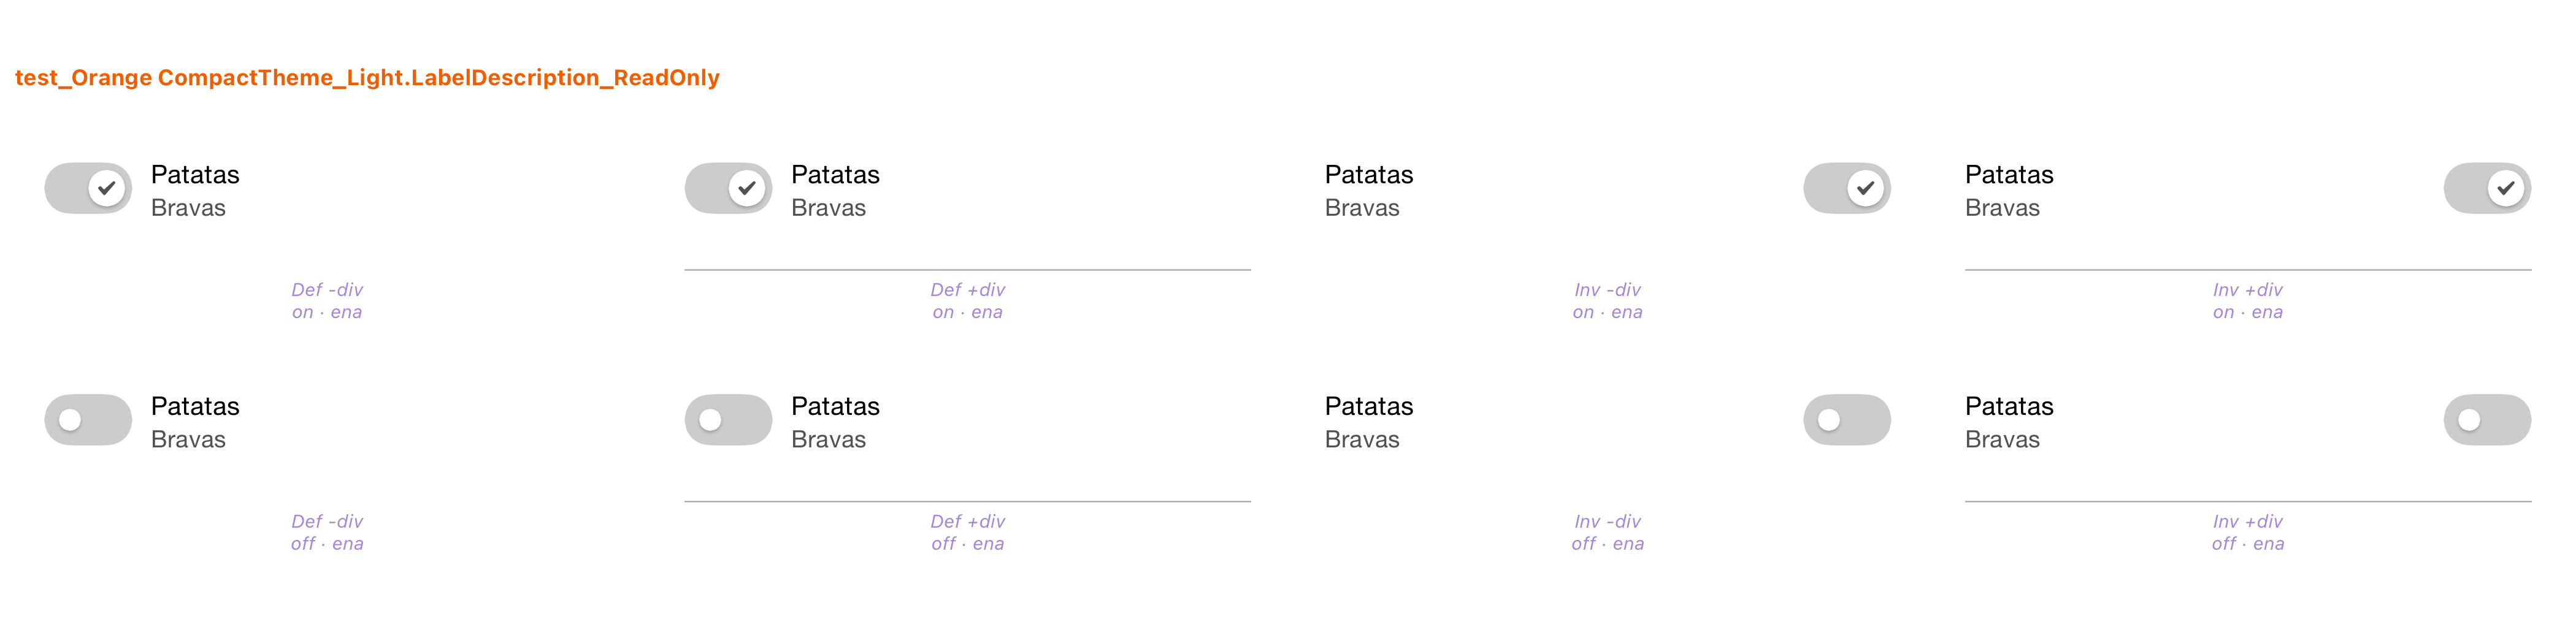 test_Orange CompactTheme_Light.LabelDescription_ReadOnly
Patatas
Bravas
Def -div
on · ena
Patatas
Bravas
Def +div
on · ena
Patatas
Bravas
Inv -div
on · ena
Patatas
Bravas
Inv +div
on · ena
Patatas
Bravas
Def -div
off · ena
Patatas
Bravas
Def +div
off · ena
Patatas
Bravas
Inv -div
off · ena
Patatas
Bravas
Inv +div
off · ena